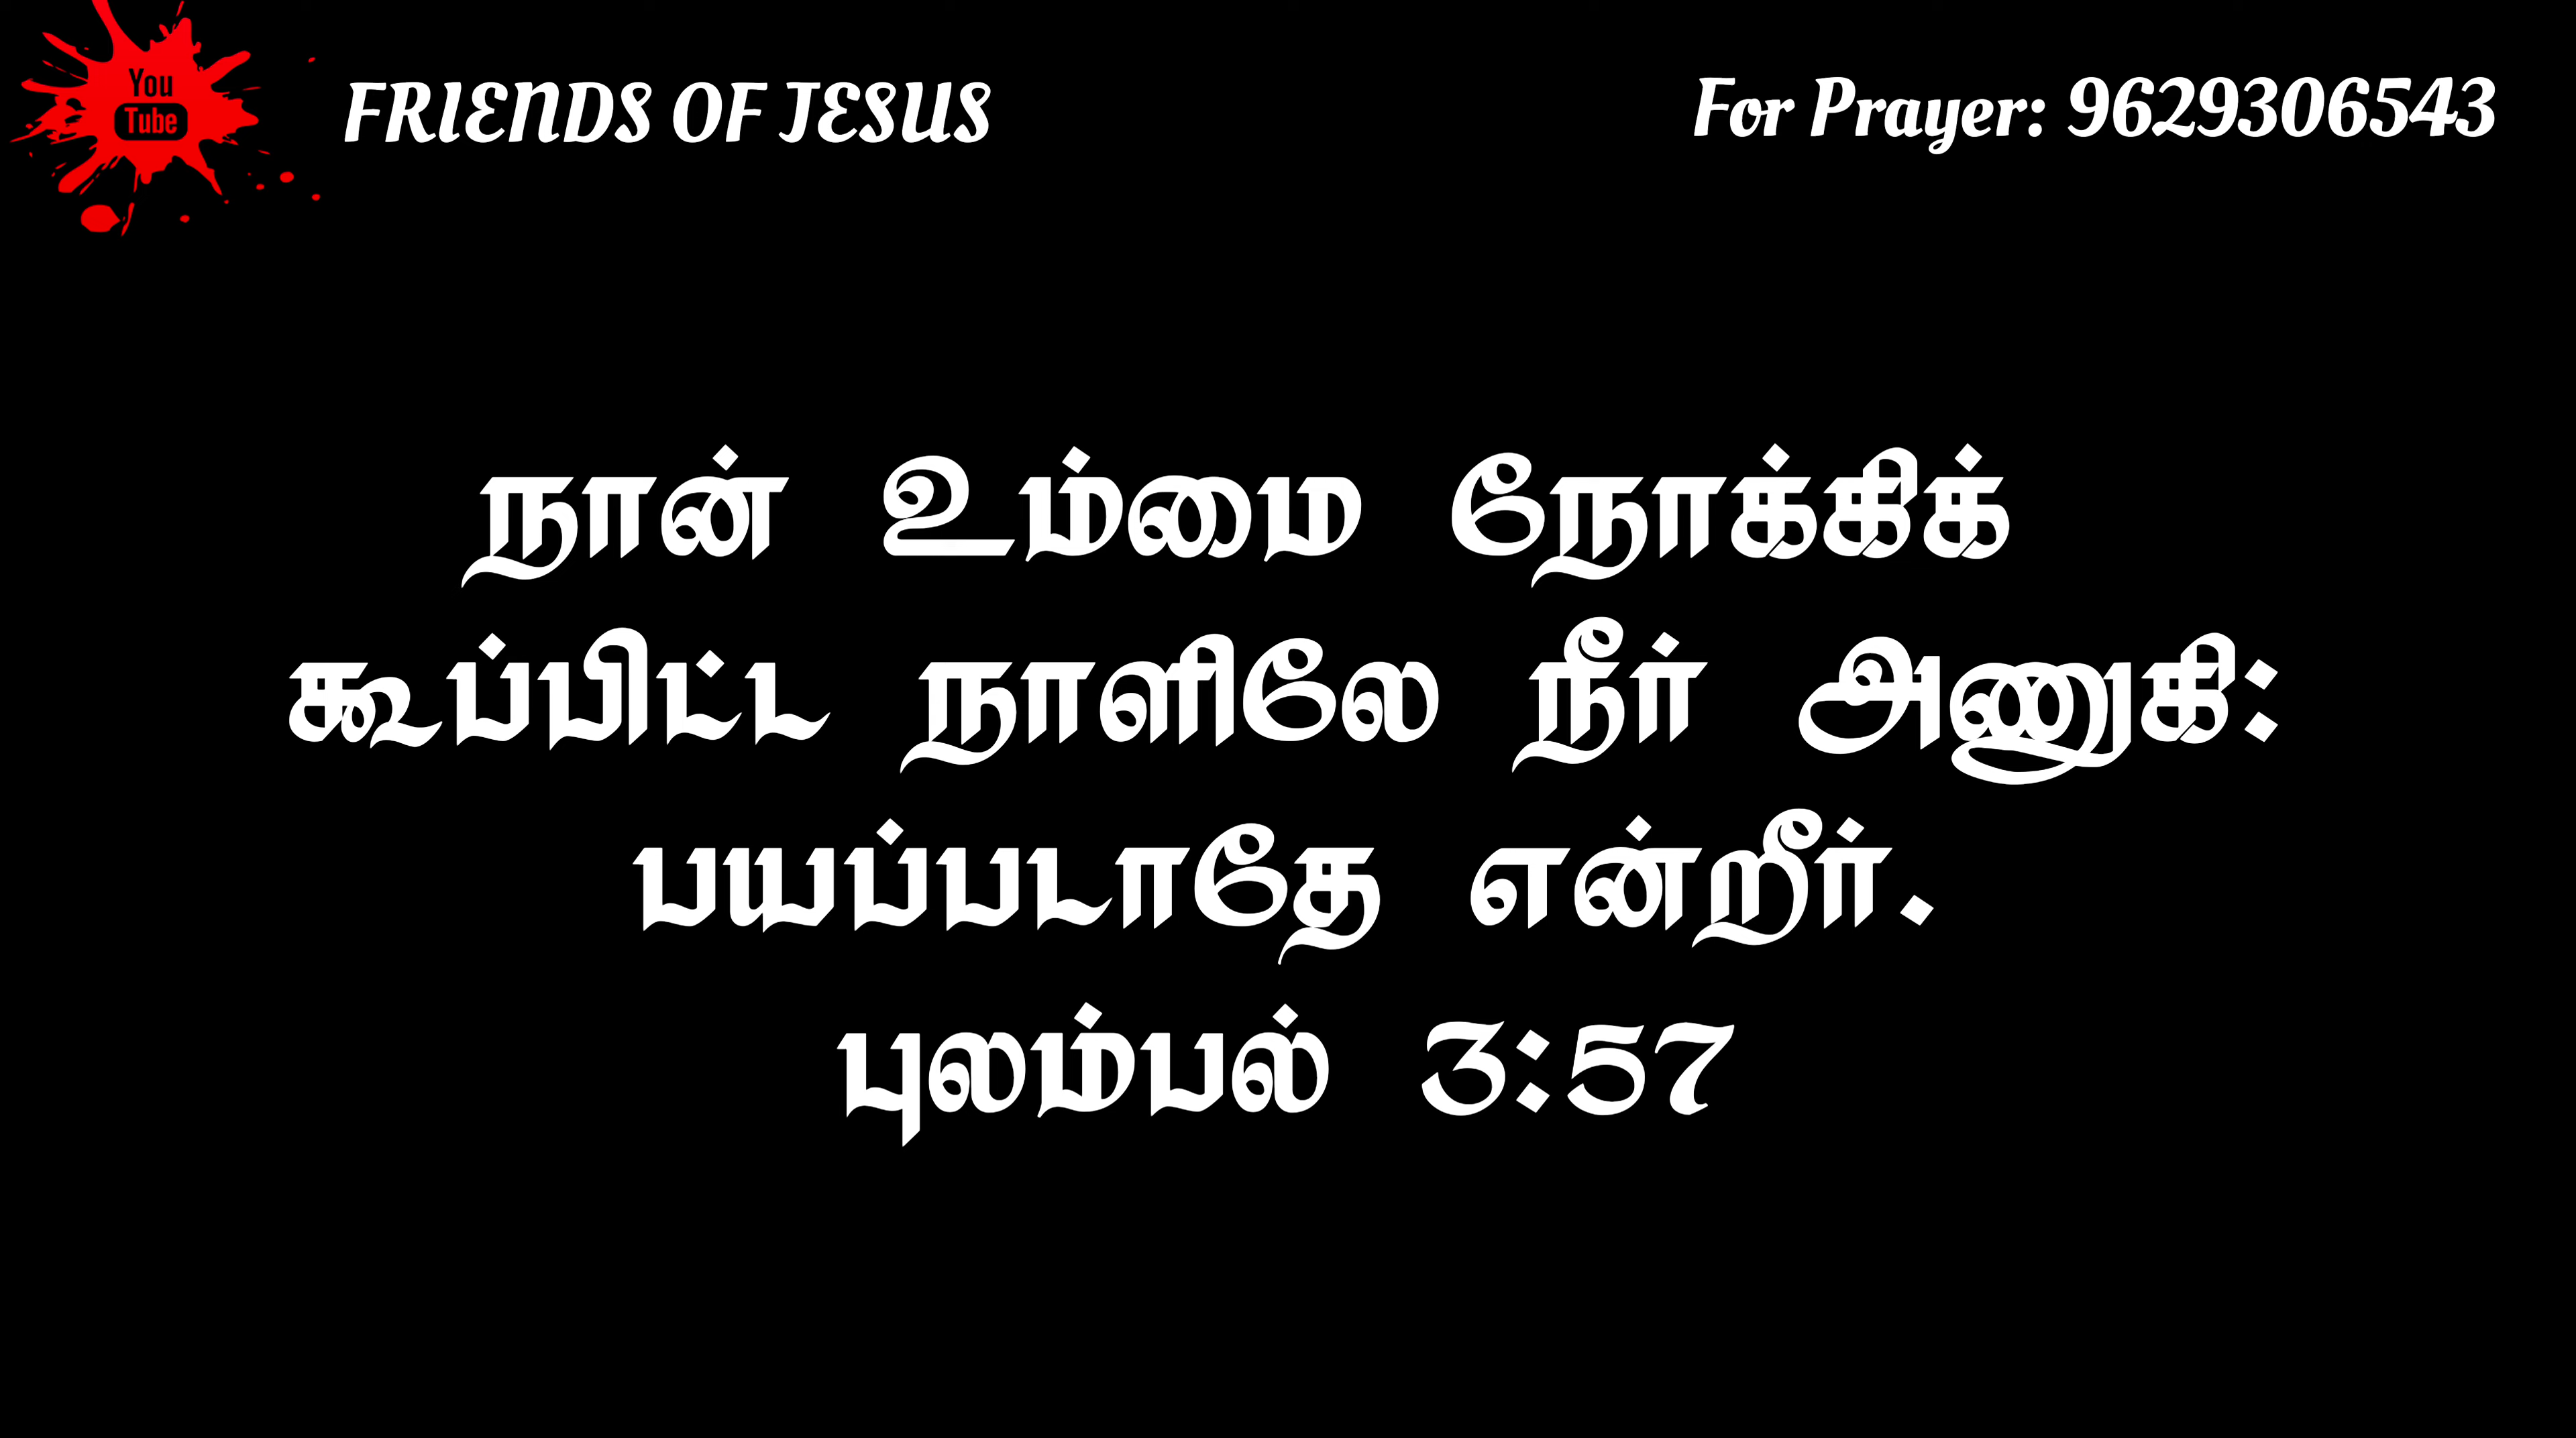 You
Tube
FRIENDS OF JESUS
For Prayer: 9629306543
நான் உம்மை நோக்கிக்
கூப்பிட்ட நாளிலே நீர் அணுகி:
பயப்படாதே என்றீர்.
புலம்பல் 3:57